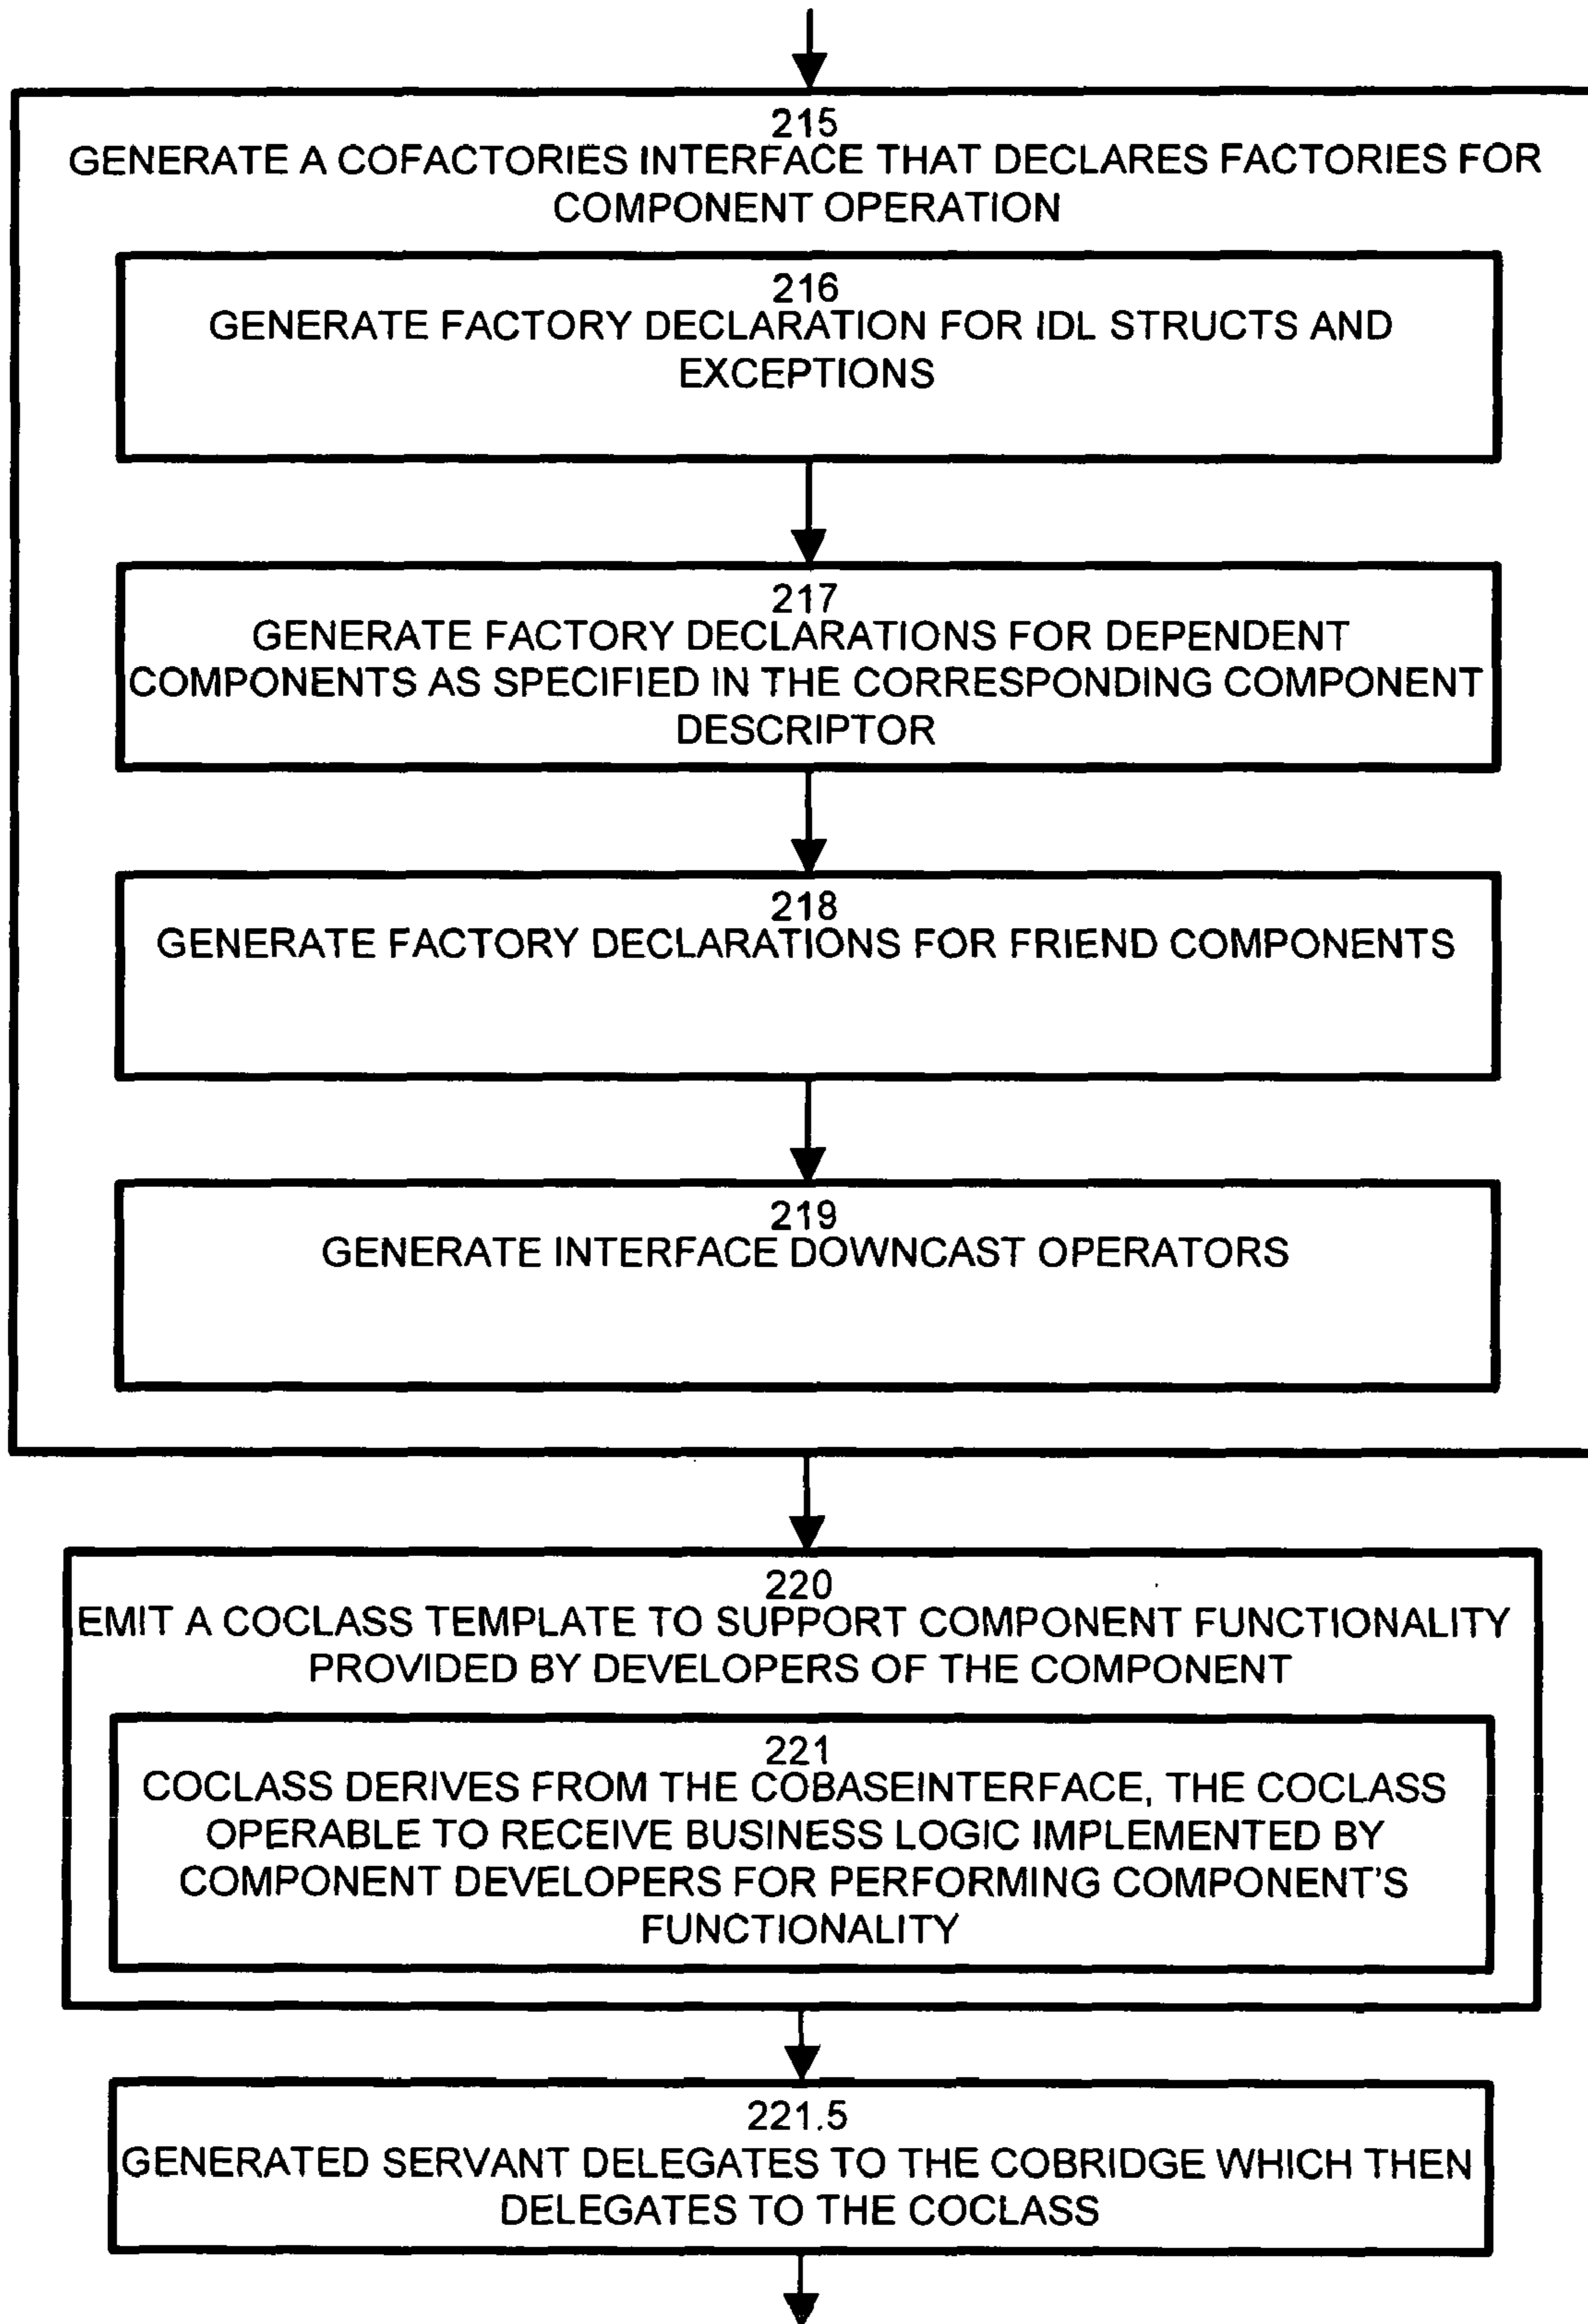 215
GENERATE A COFACTORIES INTERFACE THAT DECLARES FACTORIES FOR
COMPONENT OPERATION
216
GENERATE FACTORY DECLARATION FOR IDL STRUCTS AND
EXCEPTIONS
217
GENERATE FACTORY DECLARATIONS FOR DEPENDENT
COMPONENTS AS SPECIFIED IN THE CORRESPONDING COMPONENT
DESCRIPTOR
218
GENERATE FACTORY DECLARATIONS FOR FRIEND COMPONENTS
219
GENERATE INTERFACE DOWNCAST OPERATORS
220
EMIT A COCLASS TEMPLATE TO SUPPORT COMPONENT FUNCTIONALITY
PROVIDED BY DEVELOPERS OF THE COMPONENT
221
COCLASS DERIVES FROM THE COBASEINTERFACE, THE COCLASS
OPERABLE TO RECEIVE BUSINESS LOGIC IMPLEMENTED BY
COMPONENT DEVELOPERS FOR PERFORMING COMPONENT'S
FUNCTIONALITY
221.5
GENERATED SERVANT DELEGATES TO THE COBRIDGE WHICH THEN
DELEGATES TO THE COCLASS